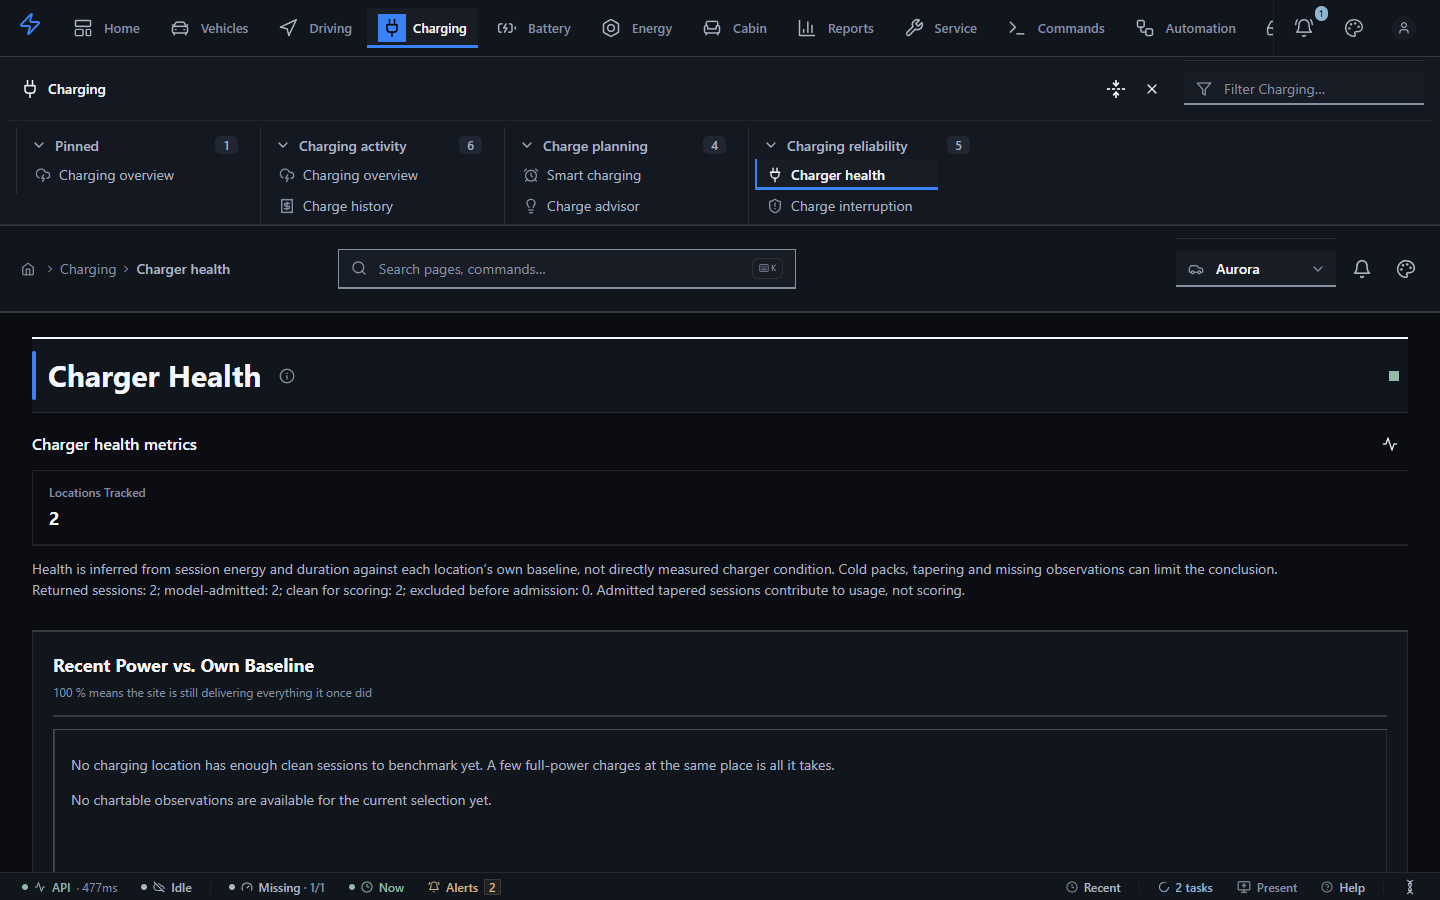 Home
Vehicles
Driving
Charging
Battery
Energy
Cabin
Reports
Service
Commands
Automation
1
Charging
Filter Charging...
Pinned 1
Charging overview
Charging activity 6
Charging overview
Charge history
Charge planning 4
Smart charging
Charge advisor
Charging reliability 5
Charger health
Charge interruption
Charging
Charger health
Search pages, commands...
K
Aurora
Charger Health
Charger health metrics
Locations Tracked
2
Health is inferred from session energy and duration against each location’s own baseline, not directly measured charger condition. Cold packs, tapering and missing observations can limit the conclusion.
Returned sessions: 2; model-admitted: 2; clean for scoring: 2; excluded before admission: 0. Admitted tapered sessions contribute to usage, not scoring.
Recent Power vs. Own Baseline
100 % means the site is still delivering everything it once did
No charging location has enough clean sessions to benchmark yet. A few full-power charges at the same place is all it takes.
No chartable observations are available for the current selection yet.
API · 477ms
Idle
Missing · 1/1
Now
Alerts 2
Recent
2 tasks
Present
Help